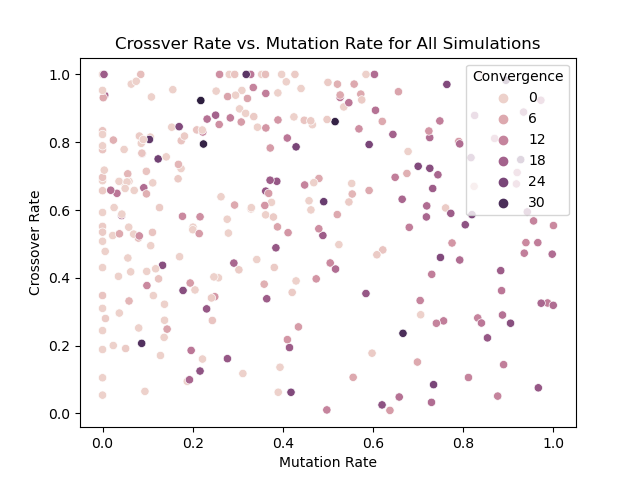 Crossver Rate vs. Mutation Rate for All Simulations
Convergence
0
6
12
18
24
30
Crossover Rate
1.0
0.8
0.6
0.4
0.2
0.0
0.0 0.2 0.4 0.6 0.8 1.0
Mutation Rate